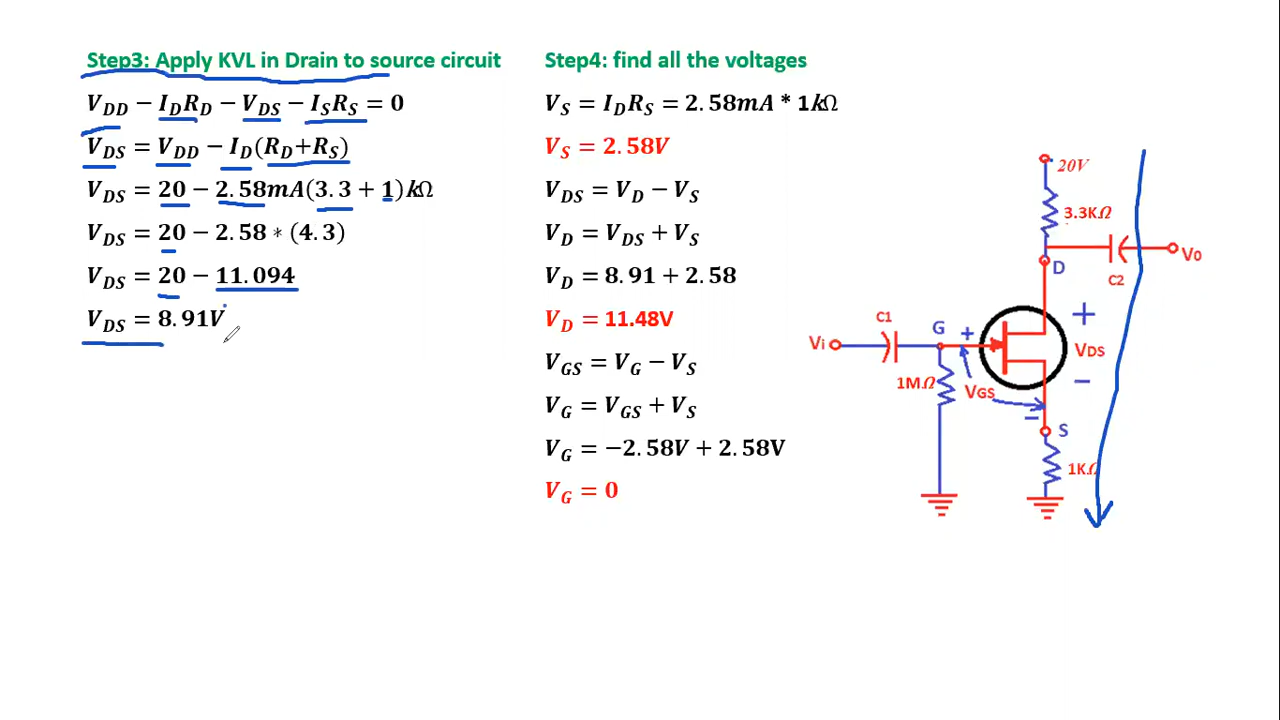 Step3: Apply KVL in Drain to source circuit
V_DD − I_D R_D − V_DS − I_S R_S = 0
V_DS = V_DD − I_D(R_D+R_S)
V_DS = 20 − 2.58mA(3.3 + 1)kΩ
V_DS = 20 − 2.58 * (4.3)
V_DS = 20 − 11.094
V_DS = 8.91V
Step4: find all the voltages
V_S = I_D R_S = 2.58mA * 1kΩ
V_S = 2.58V
V_DS = V_D − V_S
V_D = V_DS + V_S
V_D = 8.91 + 2.58
V_D = 11.48V
V_GS = V_G − V_S
V_G = V_GS + V_S
V_G = −2.58V + 2.58V
V_G = 0
20V
3.3KΩ
Vo
D
C2
C1
G
+
+
Vi
VDS
1MΩ
VGS
−
−
S
1KΩ